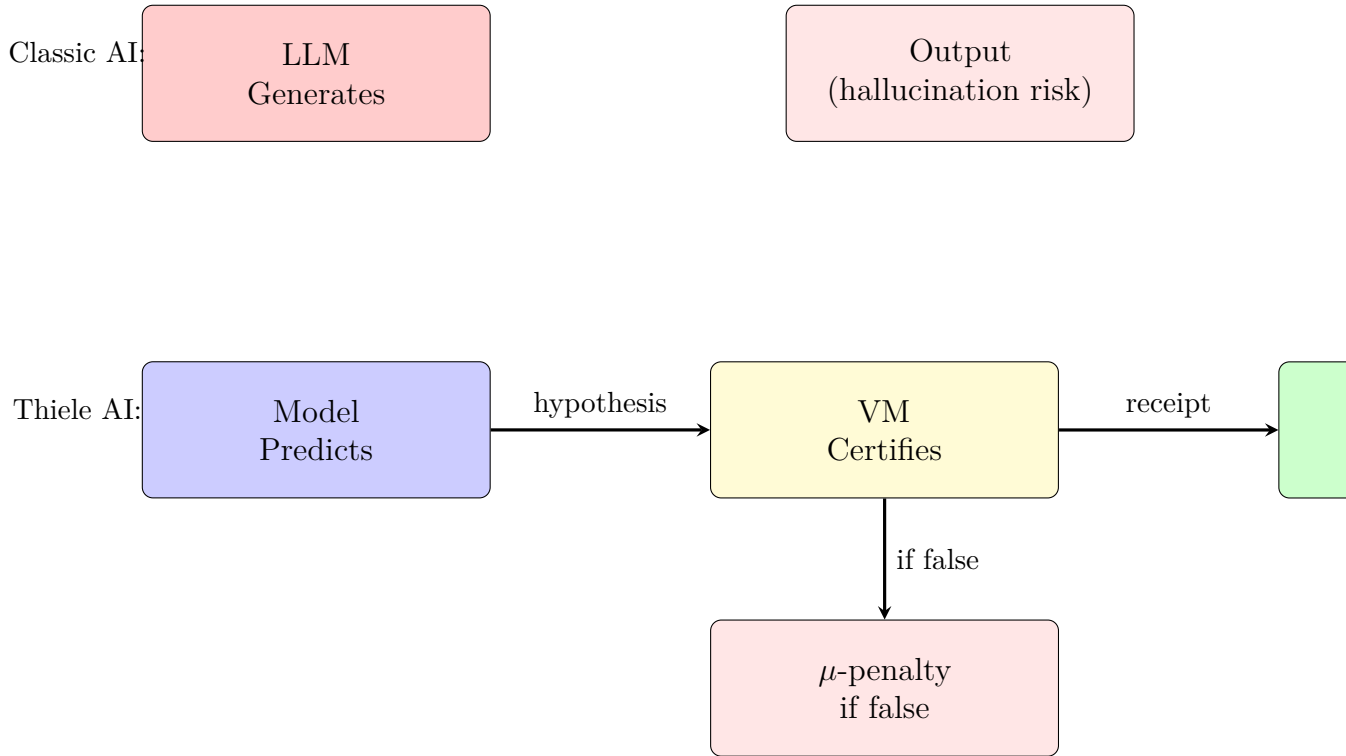 Classic AI:
LLM
Generates
Output
(hallucination risk)
Thiele AI:
Model
Predicts
hypothesis
VM
Certifies
receipt
if false
μ-penalty
if false